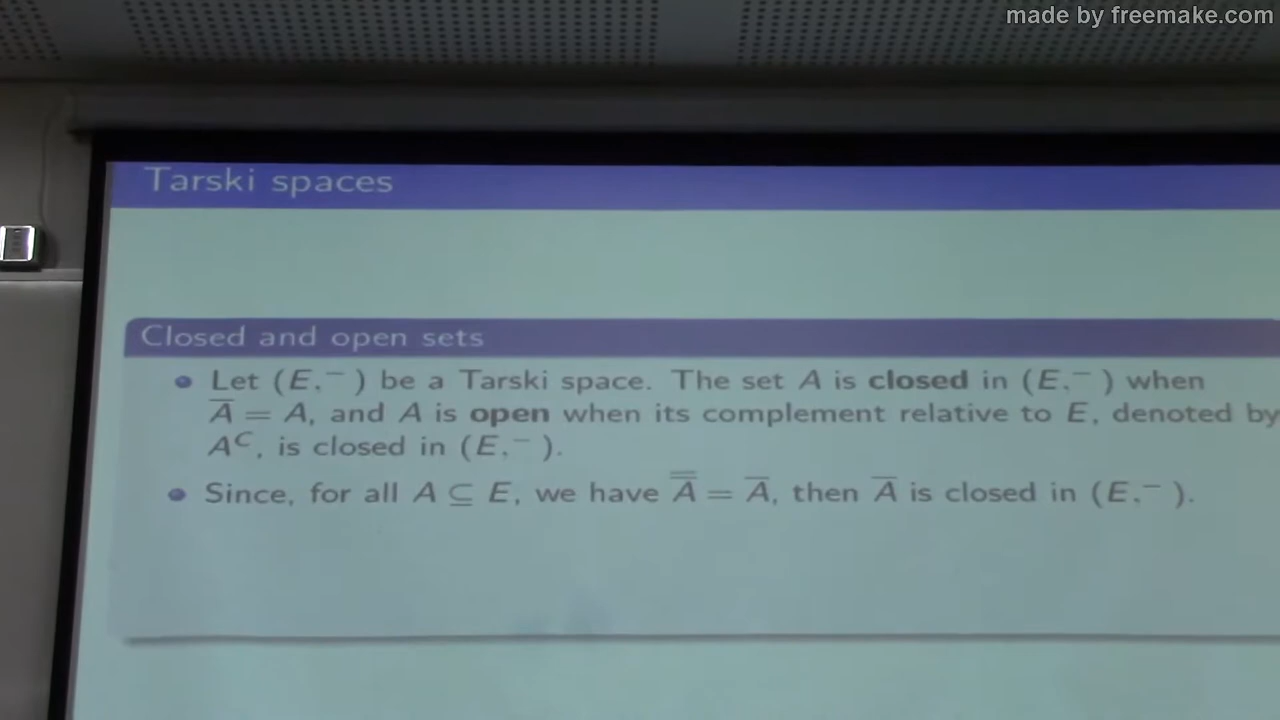 made by freemake.com
Tarski spaces
Closed and open sets
Let (E,⁻) be a Tarski space. The set A is closed in (E,⁻) when
A̅ = A, and A is open when its complement relative to E, denoted by
Aᶜ, is closed in (E,⁻).
Since, for all A ⊆ E, we have A̿ = A̅, then A̅ is closed in (E,⁻).